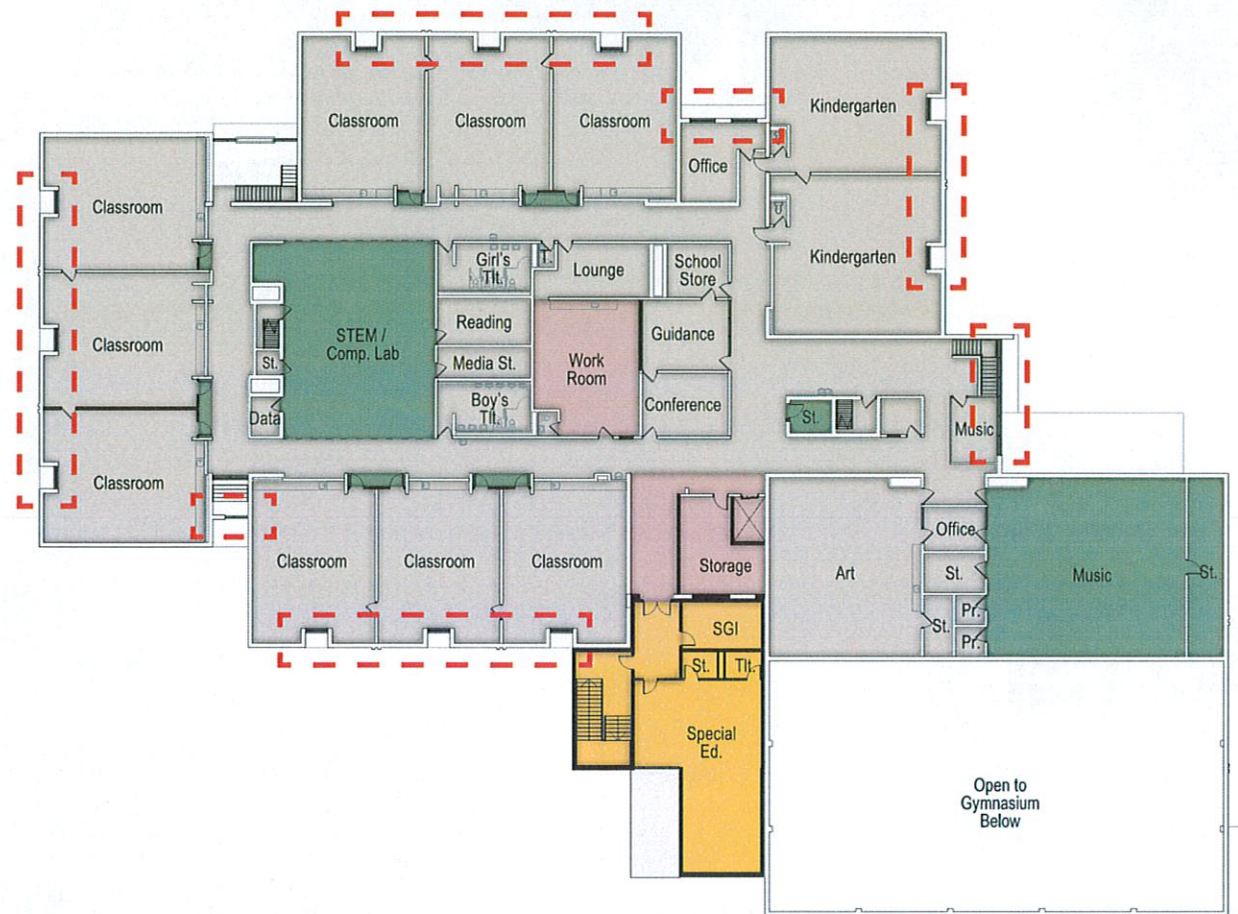 Kindergarten
Classroom
Classroom
Classroom
Office
Classroom
Kindergarten
Girl's
Tlt.
T.
Lounge
School
Store
Reading
STEM /
Comp. Lab
Guidance
Classroom
Media St.
Work
Room
St.
Boy's
Tlt.
Conference
Data
St.
Music
Classroom
Office
Classroom
Classroom
Classroom
Storage
Art
St.
Music
St.
Pr.
St.
Pr.
SGI
St.
Tlt.
Special
Ed.
Open to
Gymnasium
Below